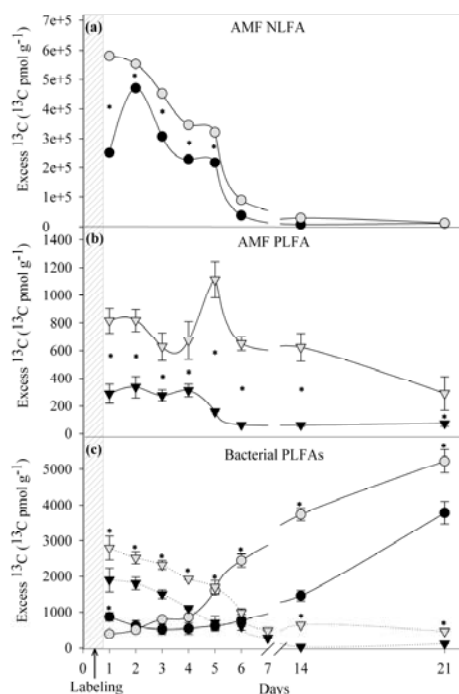 (a) AMF NLFA
7e+5
6e+5
5e+5
4e+5
3e+5
2e+5
1e+5
0
Excess ¹³C (¹³C pmol g⁻¹)
(b) AMF PLFA
1400
1200
1000
800
600
400
200
0
Excess ¹³C (¹³C pmol g⁻¹)
(c) Bacterial PLFAs
5000
4000
3000
2000
1000
0
Excess ¹³C (¹³C pmol g⁻¹)
0 1 2 3 4 5 6 7 14 21
Labeling Days